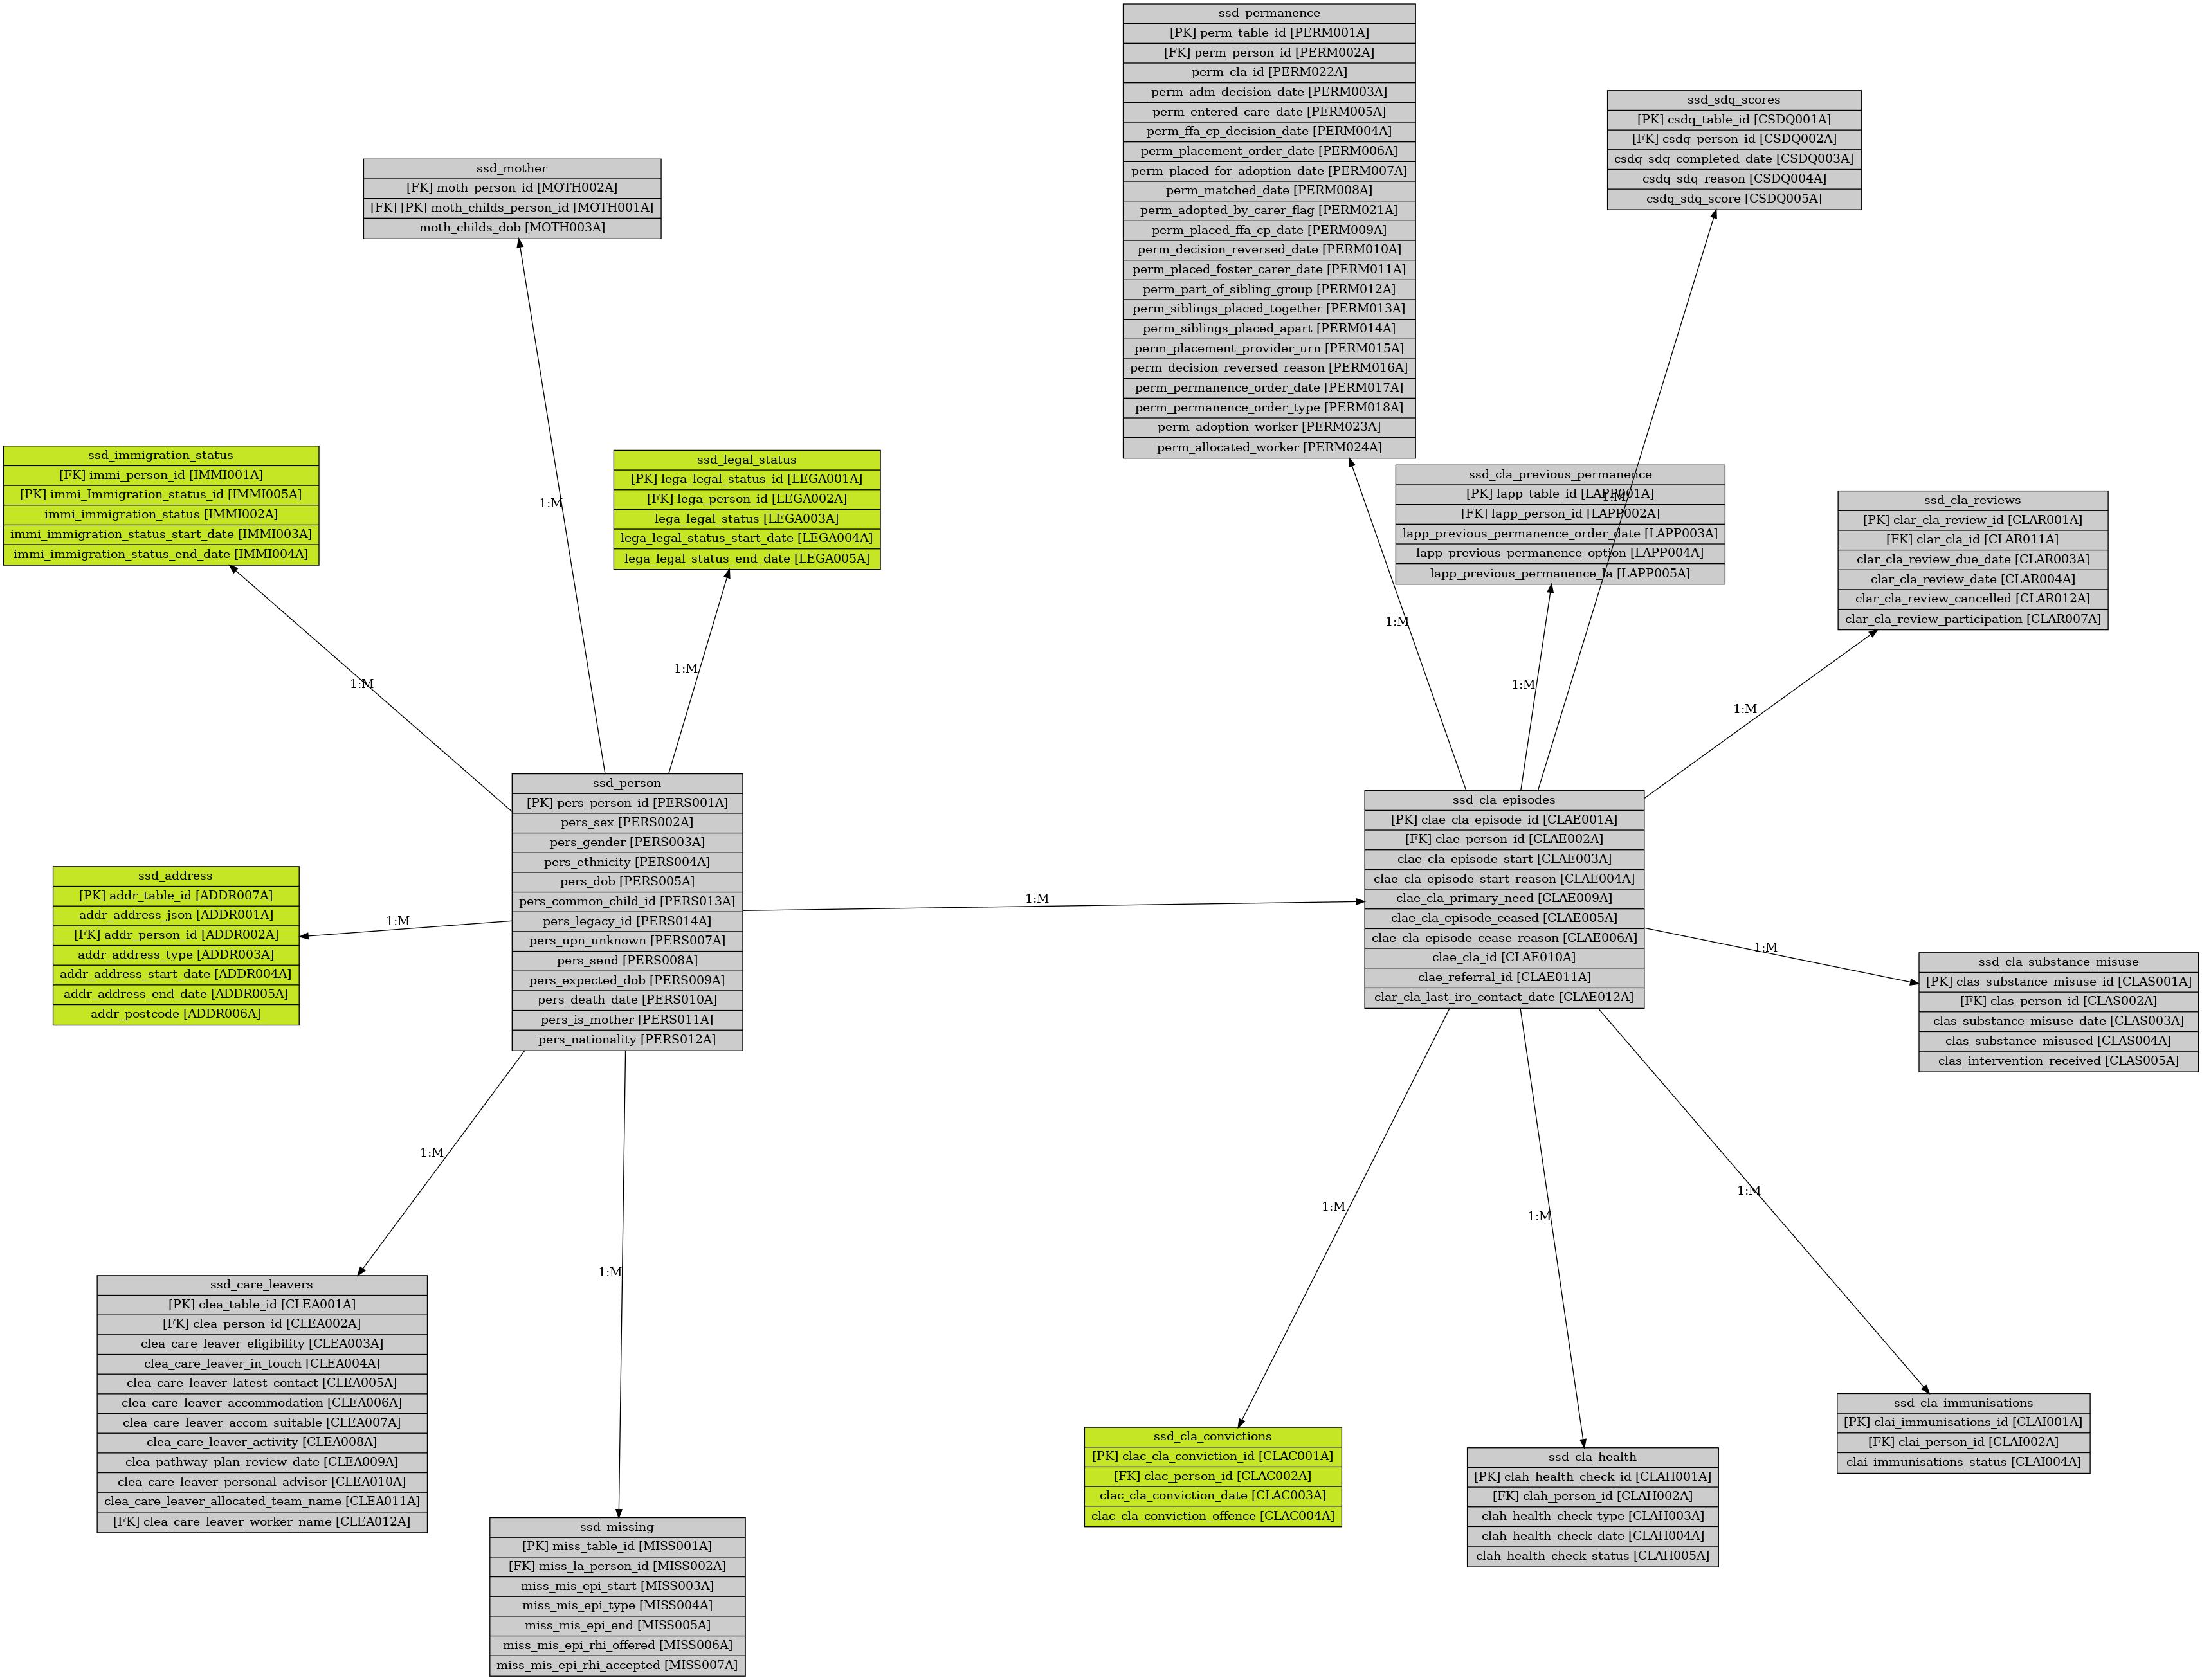 ssd_permanence
[PK] perm_table_id [PERM001A]
[FK] perm_person_id [PERM002A]
perm_cla_id [PERM022A]
perm_adm_decision_date [PERM003A]
perm_entered_care_date [PERM005A]
perm_ffa_cp_decision_date [PERM004A]
perm_placement_order_date [PERM006A]
perm_placed_for_adoption_date [PERM007A]
perm_matched_date [PERM008A]
perm_adopted_by_carer_flag [PERM021A]
perm_placed_ffa_cp_date [PERM009A]
perm_decision_reversed_date [PERM010A]
perm_placed_foster_carer_date [PERM011A]
perm_part_of_sibling_group [PERM012A]
perm_siblings_placed_together [PERM013A]
perm_siblings_placed_apart [PERM014A]
perm_placement_provider_urn [PERM015A]
perm_decision_reversed_reason [PERM016A]
perm_permanence_order_date [PERM017A]
perm_permanence_order_type [PERM018A]
perm_adoption_worker [PERM023A]
perm_allocated_worker [PERM024A]
ssd_sdq_scores
[PK] csdq_table_id [CSDQ001A]
[FK] csdq_person_id [CSDQ002A]
csdq_sdq_completed_date [CSDQ003A]
csdq_sdq_reason [CSDQ004A]
csdq_sdq_score [CSDQ005A]
ssd_mother
[FK] moth_person_id [MOTH002A]
[FK] [PK] moth_childs_person_id [MOTH001A]
moth_childs_dob [MOTH003A]
ssd_immigration_status
[FK] immi_person_id [IMMI001A]
[PK] immi_Immigration_status_id [IMMI005A]
immi_immigration_status [IMMI002A]
immi_immigration_status_start_date [IMMI003A]
immi_immigration_status_end_date [IMMI004A]
1:M
ssd_legal_status
[PK] lega_legal_status_id [LEGA001A]
[FK] lega_person_id [LEGA002A]
lega_legal_status [LEGA003A]
lega_legal_status_start_date [LEGA004A]
lega_legal_status_end_date [LEGA005A]
ssd_cla_previous_permanence
[PK] lapp_table_id [LAPP001A]
1:M
[FK] lapp_person_id [LAPP002A]
lapp_previous_permanence_order_date [LAPP003A]
lapp_previous_permanence_option [LAPP004A]
lapp_previous_permanence_la [LAPP005A]
ssd_cla_reviews
[PK] clar_cla_review_id [CLAR001A]
[FK] clar_cla_id [CLAR011A]
clar_cla_review_due_date [CLAR003A]
clar_cla_review_date [CLAR004A]
clar_cla_review_cancelled [CLAR012A]
clar_cla_review_participation [CLAR007A]
1:M
1:M
1:M
1:M
1:M
ssd_person
[PK] pers_person_id [PERS001A]
pers_sex [PERS002A]
pers_gender [PERS003A]
pers_ethnicity [PERS004A]
pers_dob [PERS005A]
pers_common_child_id [PERS013A]
pers_legacy_id [PERS014A]
pers_upn_unknown [PERS007A]
pers_send [PERS008A]
pers_expected_dob [PERS009A]
pers_death_date [PERS010A]
pers_is_mother [PERS011A]
pers_nationality [PERS012A]
ssd_cla_episodes
[PK] clae_cla_episode_id [CLAE001A]
[FK] clae_person_id [CLAE002A]
clae_cla_episode_start [CLAE003A]
clae_cla_episode_start_reason [CLAE004A]
clae_cla_primary_need [CLAE009A]
clae_cla_episode_ceased [CLAE005A]
clae_cla_episode_cease_reason [CLAE006A]
clae_cla_id [CLAE010A]
clae_referral_id [CLAE011A]
clar_cla_last_iro_contact_date [CLAE012A]
ssd_address
[PK] addr_table_id [ADDR007A]
addr_address_json [ADDR001A]
[FK] addr_person_id [ADDR002A]
addr_address_type [ADDR003A]
addr_address_start_date [ADDR004A]
addr_address_end_date [ADDR005A]
addr_postcode [ADDR006A]
1:M
1:M
1:M
ssd_cla_substance_misuse
[PK] clas_substance_misuse_id [CLAS001A]
[FK] clas_person_id [CLAS002A]
clas_substance_misuse_date [CLAS003A]
clas_substance_misused [CLAS004A]
clas_intervention_received [CLAS005A]
1:M
1:M
1:M
1:M
1:M
ssd_care_leavers
[PK] clea_table_id [CLEA001A]
[FK] clea_person_id [CLEA002A]
clea_care_leaver_eligibility [CLEA003A]
clea_care_leaver_in_touch [CLEA004A]
clea_care_leaver_latest_contact [CLEA005A]
clea_care_leaver_accommodation [CLEA006A]
clea_care_leaver_accom_suitable [CLEA007A]
clea_care_leaver_activity [CLEA008A]
clea_pathway_plan_review_date [CLEA009A]
clea_care_leaver_personal_advisor [CLEA010A]
clea_care_leaver_allocated_team_name [CLEA011A]
[FK] clea_care_leaver_worker_name [CLEA012A]
ssd_missing
[PK] miss_table_id [MISS001A]
[FK] miss_la_person_id [MISS002A]
miss_mis_epi_start [MISS003A]
miss_mis_epi_type [MISS004A]
miss_mis_epi_end [MISS005A]
miss_mis_epi_rhi_offered [MISS006A]
miss_mis_epi_rhi_accepted [MISS007A]
ssd_cla_convictions
[PK] clac_cla_conviction_id [CLAC001A]
[FK] clac_person_id [CLAC002A]
clac_cla_conviction_date [CLAC003A]
clac_cla_conviction_offence [CLAC004A]
ssd_cla_health
[PK] clah_health_check_id [CLAH001A]
[FK] clah_person_id [CLAH002A]
clah_health_check_type [CLAH003A]
clah_health_check_date [CLAH004A]
clah_health_check_status [CLAH005A]
ssd_cla_immunisations
[PK] clai_immunisations_id [CLAI001A]
[FK] clai_person_id [CLAI002A]
clai_immunisations_status [CLAI004A]